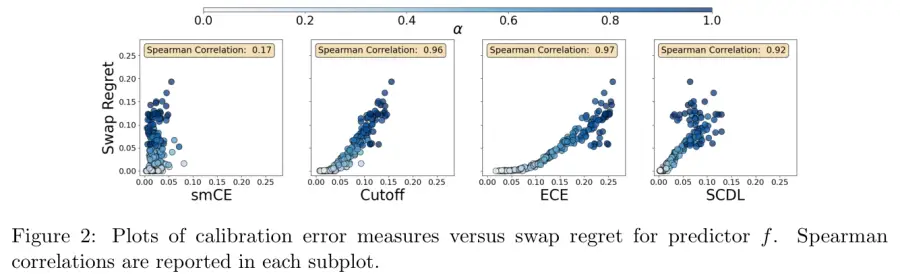 0.0 0.2 0.4 0.6 0.8 1.0
α
Spearman Correlation: 0.17
Spearman Correlation: 0.96
Spearman Correlation: 0.97
Spearman Correlation: 0.92
Swap Regret
0.25
0.20
0.15
0.10
0.05
0.00
0.00 0.05 0.10 0.15 0.20 0.25
0.00 0.05 0.10 0.15 0.20 0.25
0.00 0.05 0.10 0.15 0.20 0.25
0.00 0.05 0.10 0.15 0.20 0.25
smCE
Cutoff
ECE
SCDL
Figure 2: Plots of calibration error measures versus swap regret for predictor f. Spearman
correlations are reported in each subplot.